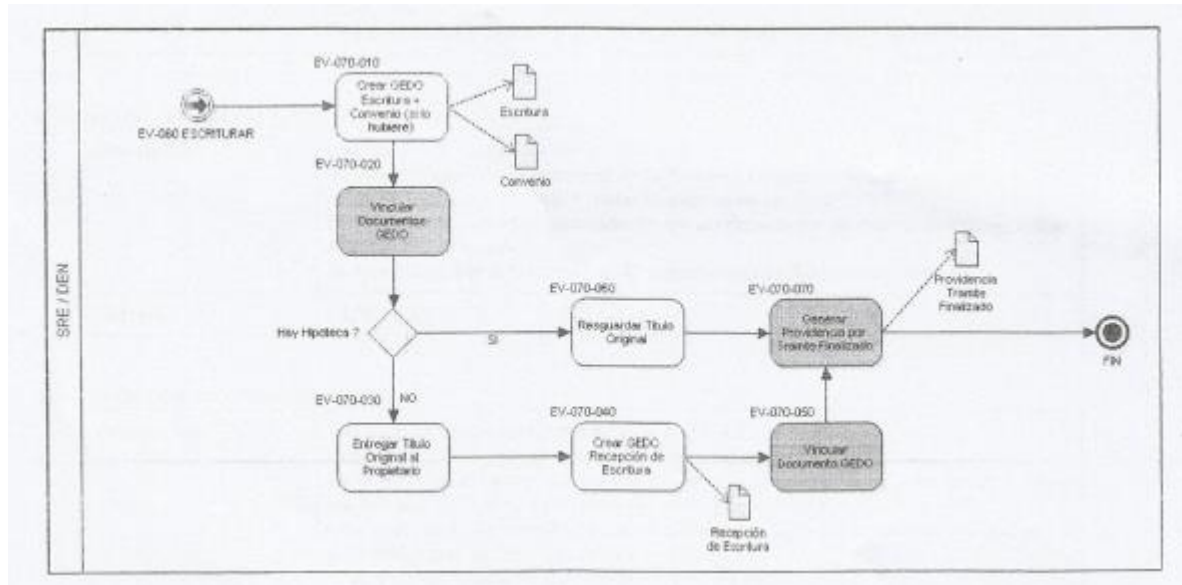 SRE / DEN
EV-060 ESCRITURAR
EV-070-010
Crear GEDO
Escritura +
Convenio (si lo
hubiere)
Escritura
Convenio
EV-070-020
Vincular
Documentos
GEDO
Hay Hipoteca ?
SI
NO
EV-070-060
Resguardar Título
Original
EV-070-070
Generar
Providencia por
Tramite Finalizado
Providencia
Tramite
Finalizado
FIN
EV-070-030
Entregar Título
Original al
Propietario
EV-070-040
Crear GEDO
Recepción de
Escritura
Recepción
de Escritura
EV-070-050
Vincular
Documento GEDO